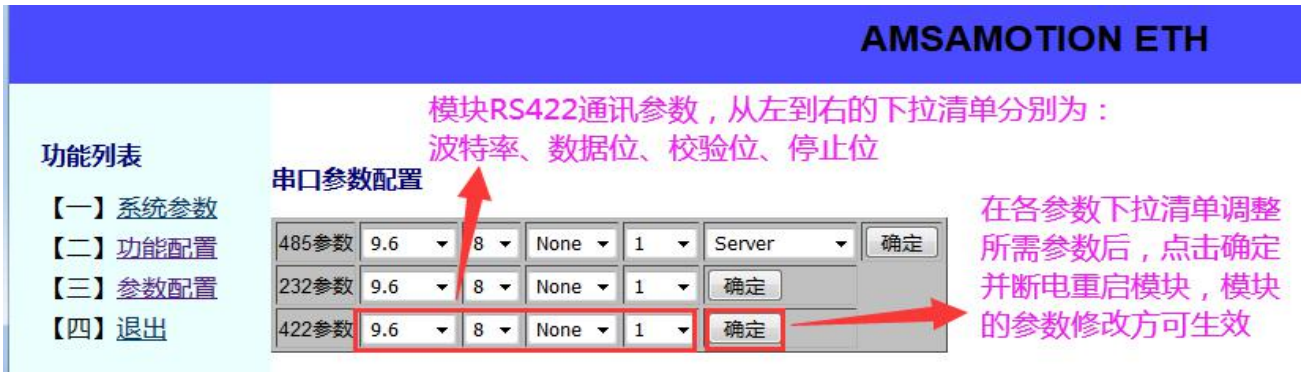 AMSAMOTION ETH
模块RS422通讯参数，从左到右的下拉清单分别为：
波特率、数据位、校验位、停止位
功能列表
【一】系统参数
【二】功能配置
【三】参数配置
【四】退出
串口参数配置
485参数 9.6 8 None 1 Server 确定
232参数 9.6 8 None 1 确定
422参数 9.6 8 None 1 确定
在各参数下拉清单调整
所需参数后，点击确定
并断电重启模块，模块
的参数修改方可生效